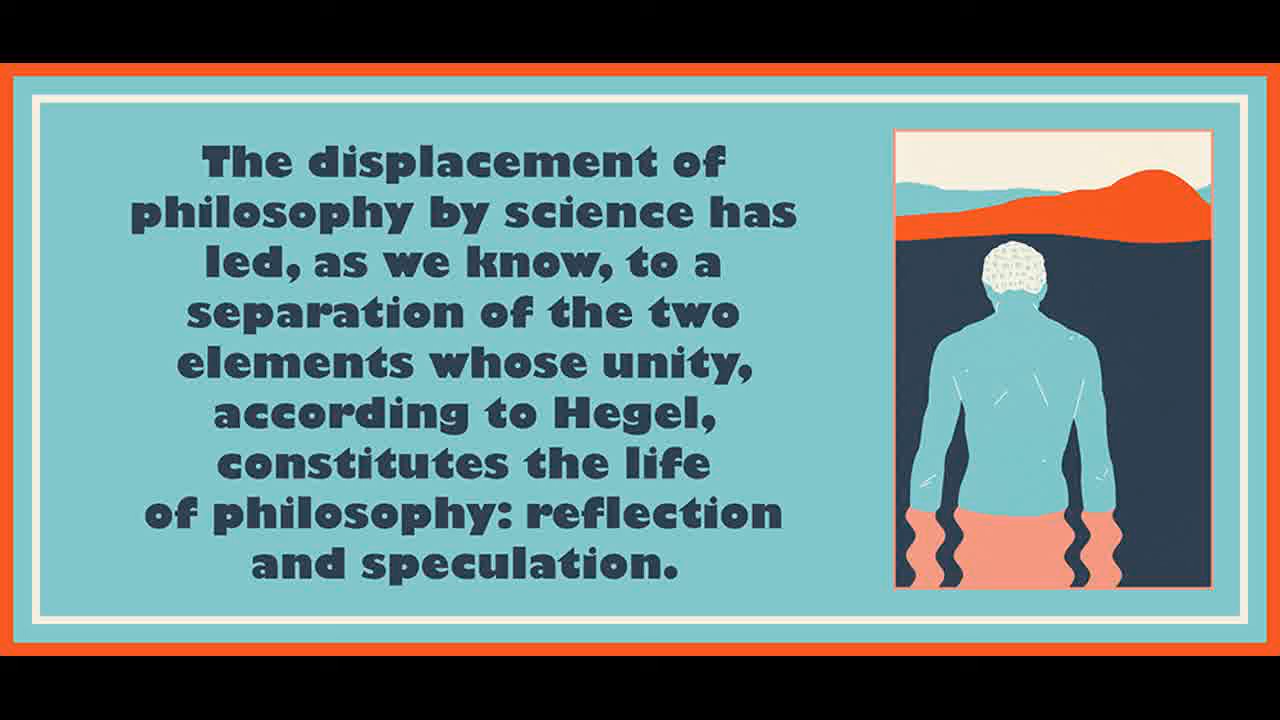 The displacement of
philosophy by science has
led, as we know, to a
separation of the two
elements whose unity,
according to Hegel,
constitutes the life
of philosophy: reflection
and speculation.